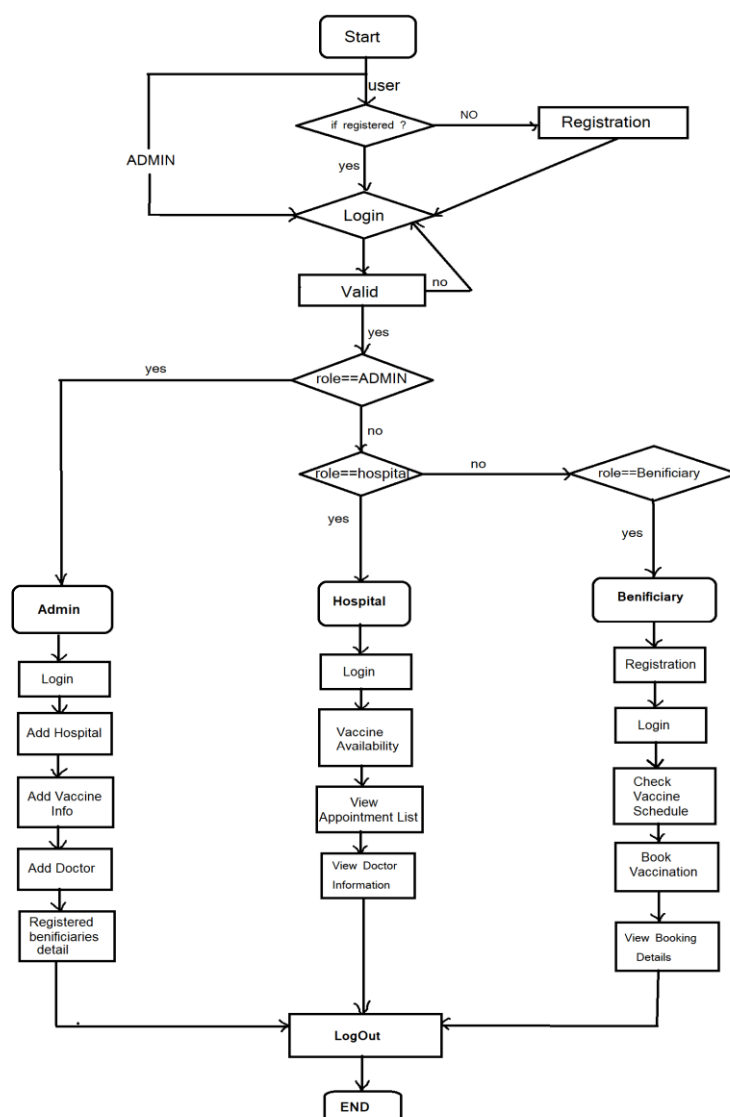 Start
user
if registered ?
NO
Registration
ADMIN
yes
Login
Valid
no
yes
yes
role==ADMIN
no
role==hospital
no
role==Benificiary
yes
yes
Admin
Hospital
Benificiary
Login
Login
Registration
Add Hospital
Vaccine
Availability
Login
Add Vaccine
Info
View
Appointment List
Check
Vaccine
Schedule
Add Doctor
View Doctor
Information
Book
Vaccination
Registered
benificiaries
detail
View Booking
Details
LogOut
END